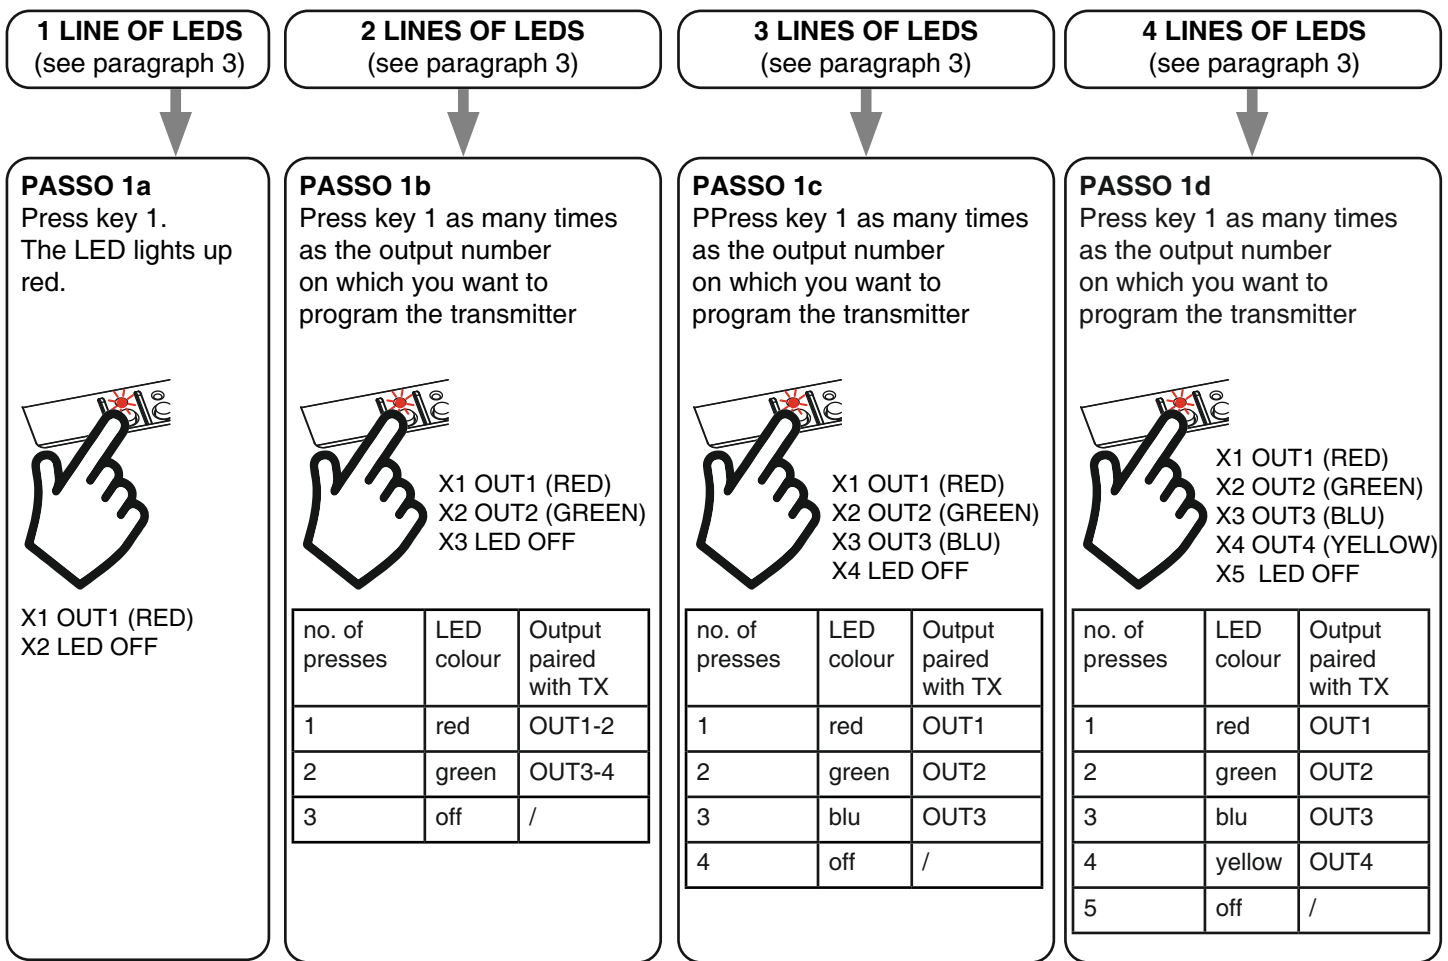 1 LINE OF LEDS
(see paragraph 3)
2 LINES OF LEDS
(see paragraph 3)
3 LINES OF LEDS
(see paragraph 3)
4 LINES OF LEDS
(see paragraph 3)
PASSO 1a
Press key 1.
The LED lights up
red.
X1 OUT1 (RED)
X2 LED OFF
PASSO 1b
Press key 1 as many times
as the output number
on which you want to
program the transmitter
X1 OUT1 (RED)
X2 OUT2 (GREEN)
X3 LED OFF
no. of presses | LED colour | Output paired with TX
1 | red | OUT1-2
2 | green | OUT3-4
3 | off | /
PASSO 1c
PPress key 1 as many times
as the output number
on which you want to
program the transmitter
X1 OUT1 (RED)
X2 OUT2 (GREEN)
X3 OUT3 (BLU)
X4 LED OFF
no. of presses | LED colour | Output paired with TX
1 | red | OUT1
2 | green | OUT2
3 | blu | OUT3
4 | off | /
PASSO 1d
Press key 1 as many times
as the output number
on which you want to
program the transmitter
X1 OUT1 (RED)
X2 OUT2 (GREEN)
X3 OUT3 (BLU)
X4 OUT4 (YELLOW)
X5 LED OFF
no. of presses | LED colour | Output paired with TX
1 | red | OUT1
2 | green | OUT2
3 | blu | OUT3
4 | yellow | OUT4
5 | off | /